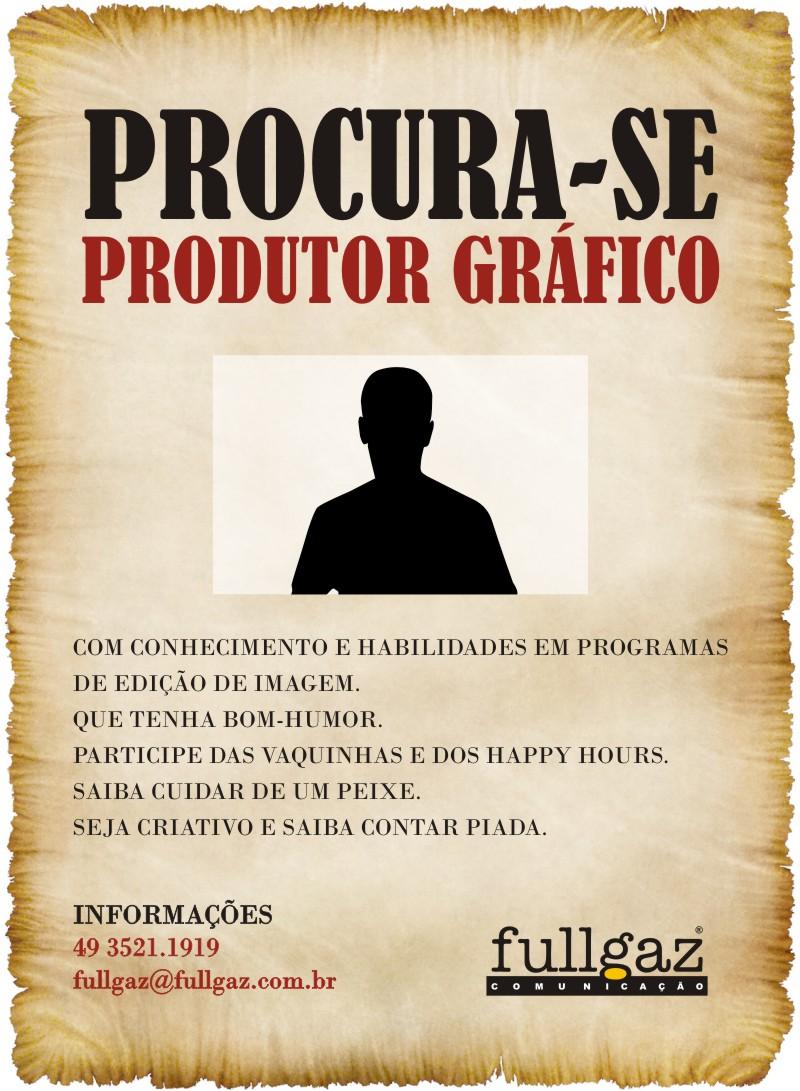 PROCURA-SE
PRODUTOR GRÁFICO
COM CONHECIMENTO E HABILIDADES EM PROGRAMAS
DE EDIÇÃO DE IMAGEM.
QUE TENHA BOM-HUMOR.
PARTICIPE DAS VAQUINHAS E DOS HAPPY HOURS.
SAIBA CUIDAR DE UM PEIXE.
SEJA CRIATIVO E SAIBA CONTAR PIADA.
INFORMAÇÕES
49 3521.1919
fullgaz@fullgaz.com.br
fullgaz®
COMUNICAÇÃO